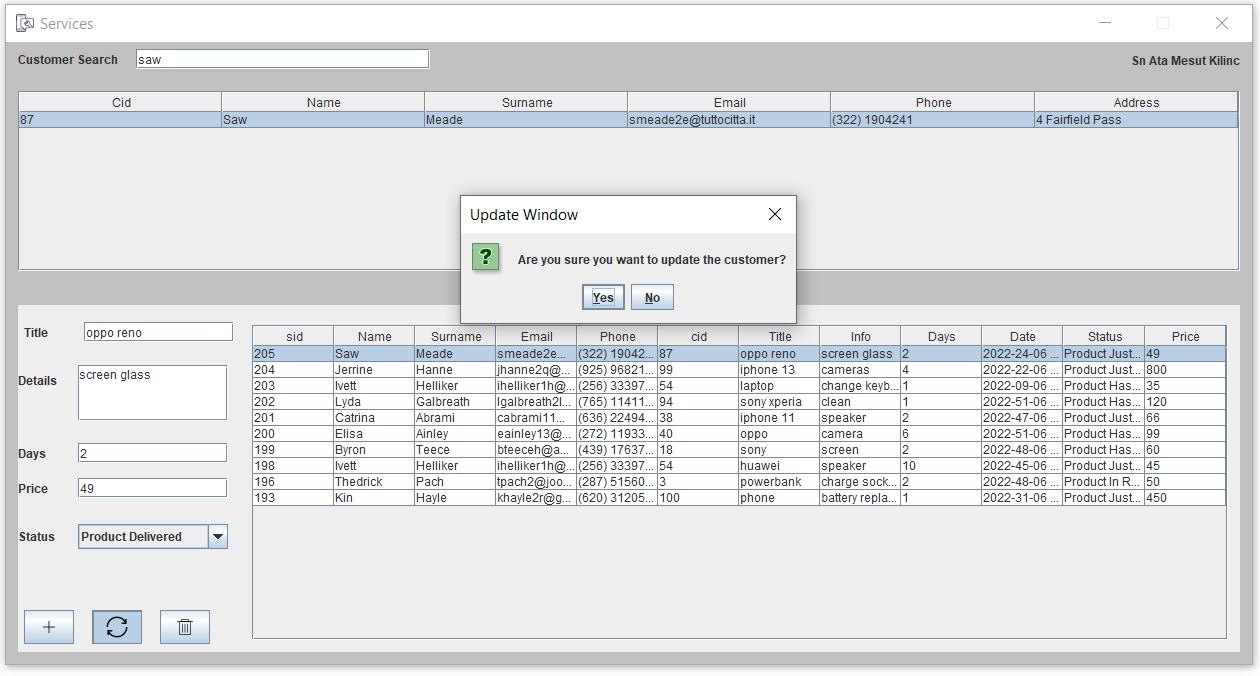 Services
Customer Search saw Sn Ata Mesut Kilinc
Cid Name Surname Email Phone Address
87 Saw Meade smeade2e@tuttocitta.it (322) 1904241 4 Fairfield Pass
Update Window
? Are you sure you want to update the customer?
Yes No
Title oppo reno
Details screen glass
Days 2
Price 49
Status Product Delivered
sid Name Surname Email Phone cid Title Info Days Date Status Price
205 Saw Meade smeade2e... (322) 19042... 87 oppo reno screen glass 2 2022-24-06 ... Product Just... 49
204 Jerrine Hanne jhanne2q@... (925) 96821... 99 iphone 13 cameras 4 2022-22-06 ... Product Just... 800
203 Ivett Helliker ihelliker1h@... (256) 33397... 54 laptop change keyb... 1 2022-09-06 ... Product Has... 35
202 Lyda Galbreath lgalbreath2l... (765) 11411... 94 sony xperia clean 1 2022-51-06 ... Product Has... 120
201 Catrina Abrami cabrami11... (636) 22494... 38 iphone 11 speaker 2 2022-47-06 ... Product Just... 66
200 Elisa Ainley eainley13@... (272) 11933... 40 oppo camera 6 2022-51-06 ... Product Has... 99
199 Byron Teece bteeceh@a... (439) 17637... 18 sony screen 2 2022-48-06 ... Product Has... 60
198 Ivett Helliker ihelliker1h@... (256) 33397... 54 huawei speaker 10 2022-45-06 ... Product Just... 45
196 Thedrick Pach tpach2@joo... (287) 51560... 3 powerbank charge sock... 2 2022-48-06 ... Product In R... 50
193 Kin Hayle khayle2r@g... (620) 31205... 100 phone battery repla... 1 2022-31-06 ... Product Just... 450